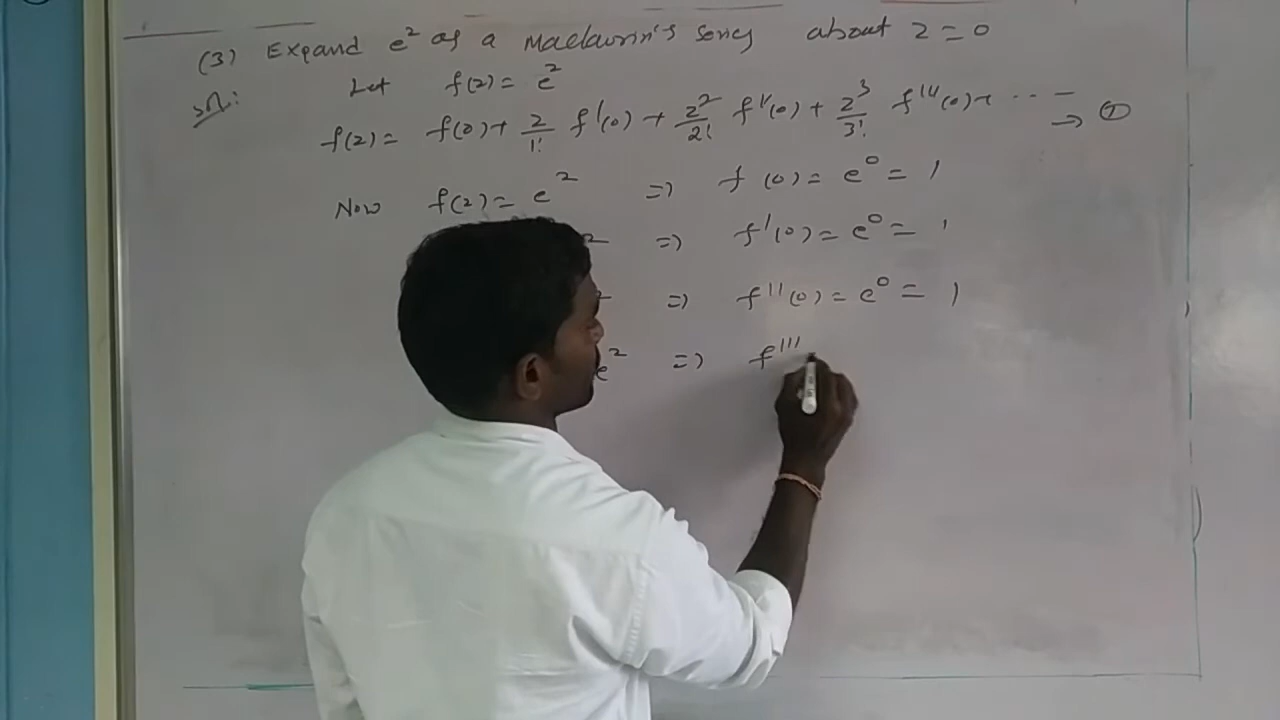 (3) Expand e^z as a Maclaurin's Series about z = 0
Sol: Let f(z) = e^z
f(z) = f(0) + z/1! f'(0) + z^2/2! f''(0) + z^3/3! f'''(0) + ... → ①
Now f(z) = e^z => f(0) = e^0 = 1
z => f'(0) = e^0 = 1
z => f''(0) = e^0 = 1
e^z => f'''